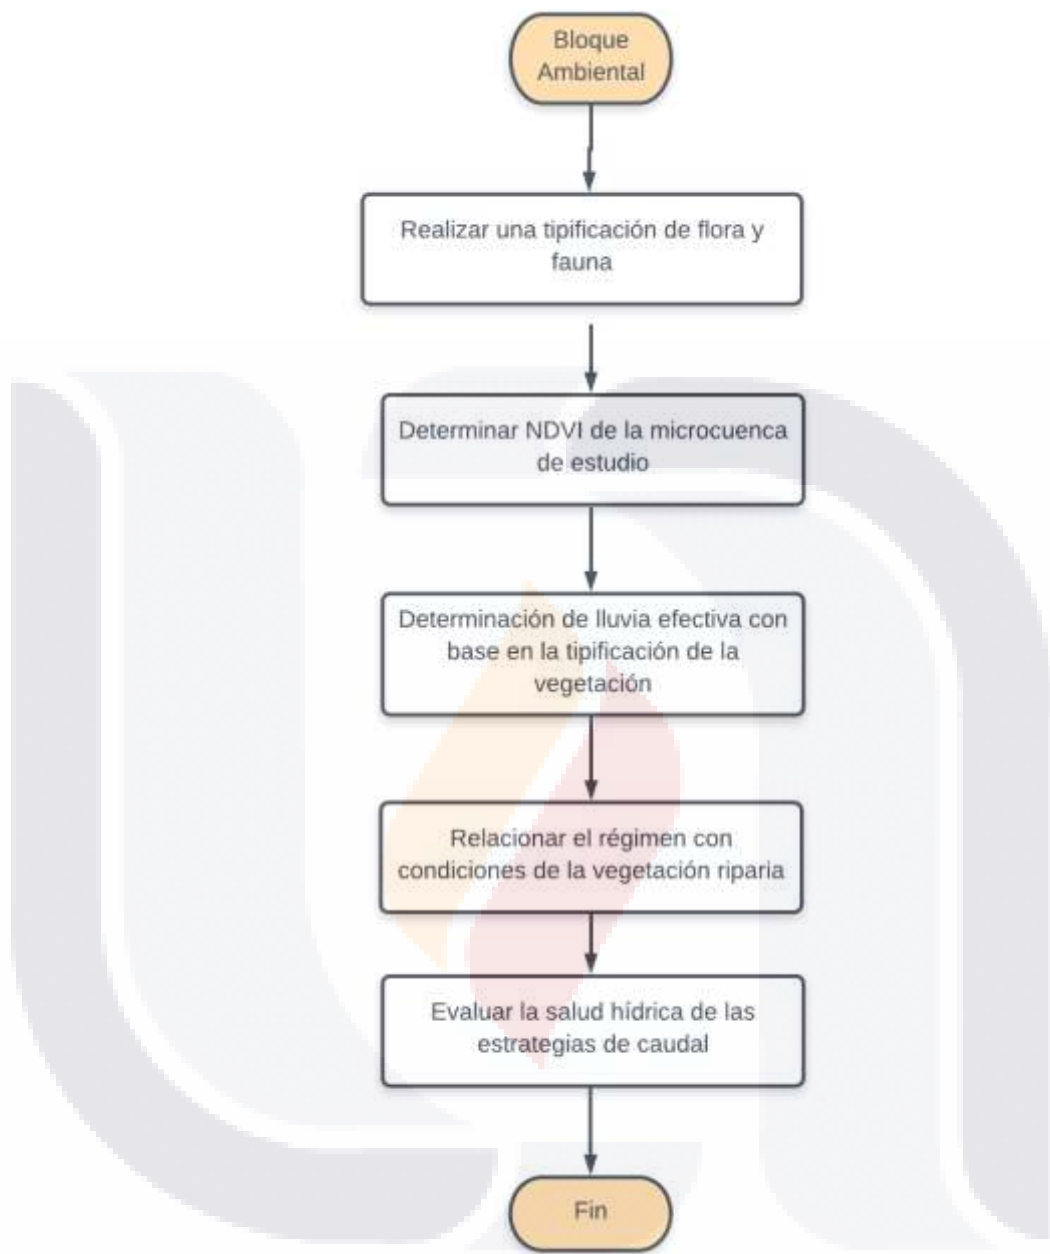 Bloque
Ambiental
Realizar una tipificación de flora y
fauna
Determinar NDVI de la microcuenca
de estudio
Determinación de lluvia efectiva con
base en la tipificación de la
vegetación
Relacionar el régimen con
condiciones de la vegetación riparia
Evaluar la salud hídrica de las
estrategias de caudal
Fin